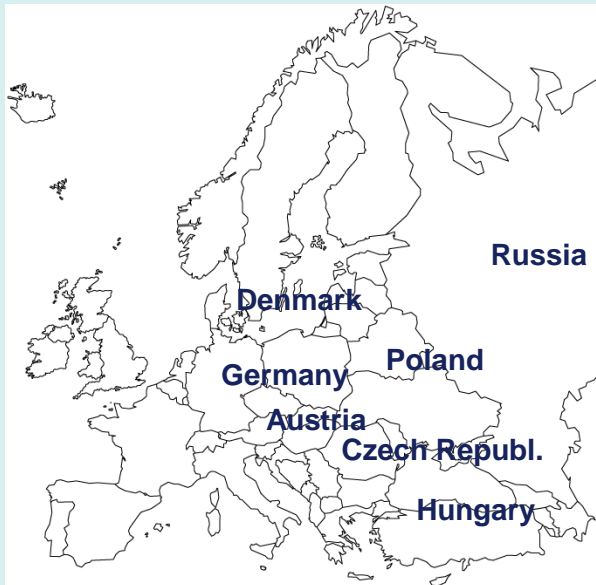 Russia
Denmark
Poland
Germany
Austria
Czech Republ.
Hungary